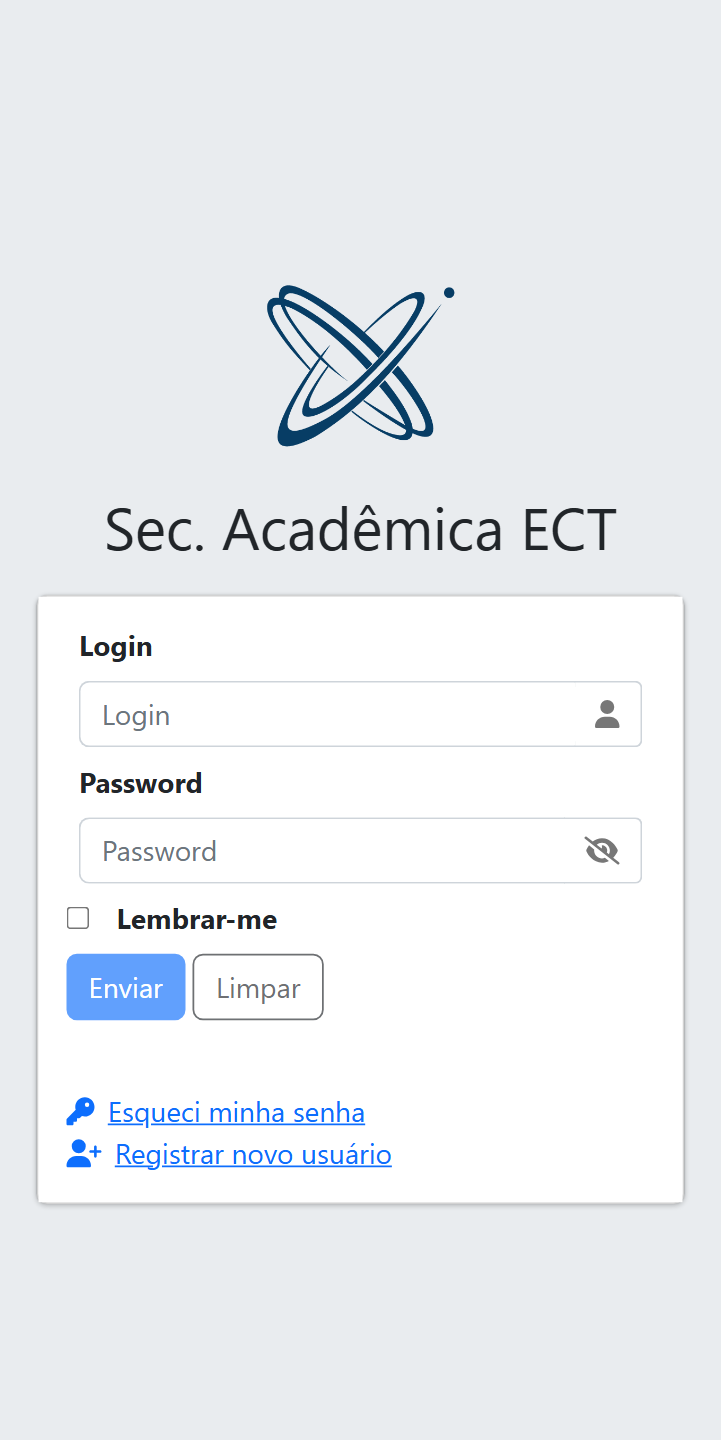 Sec. Acadêmica ECT
Login
Login
Password
Password
Lembrar-me
Enviar Limpar
Esqueci minha senha
Registrar novo usuário